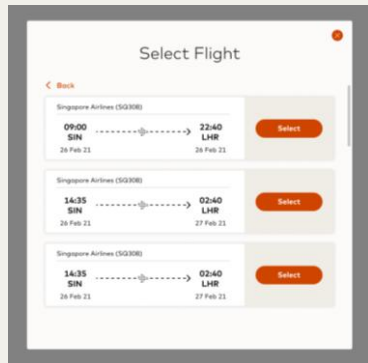 Select Flight
Back
Singapore Airlines (SQ308)
09:00 22:40
SIN LHR
26 Feb 21 26 Feb 21
Select
Singapore Airlines (SQ308)
14:35 02:40
SIN LHR
26 Feb 21 27 Feb 21
Select
Singapore Airlines (SQ308)
14:35 02:40
SIN LHR
26 Feb 21 27 Feb 21
Select